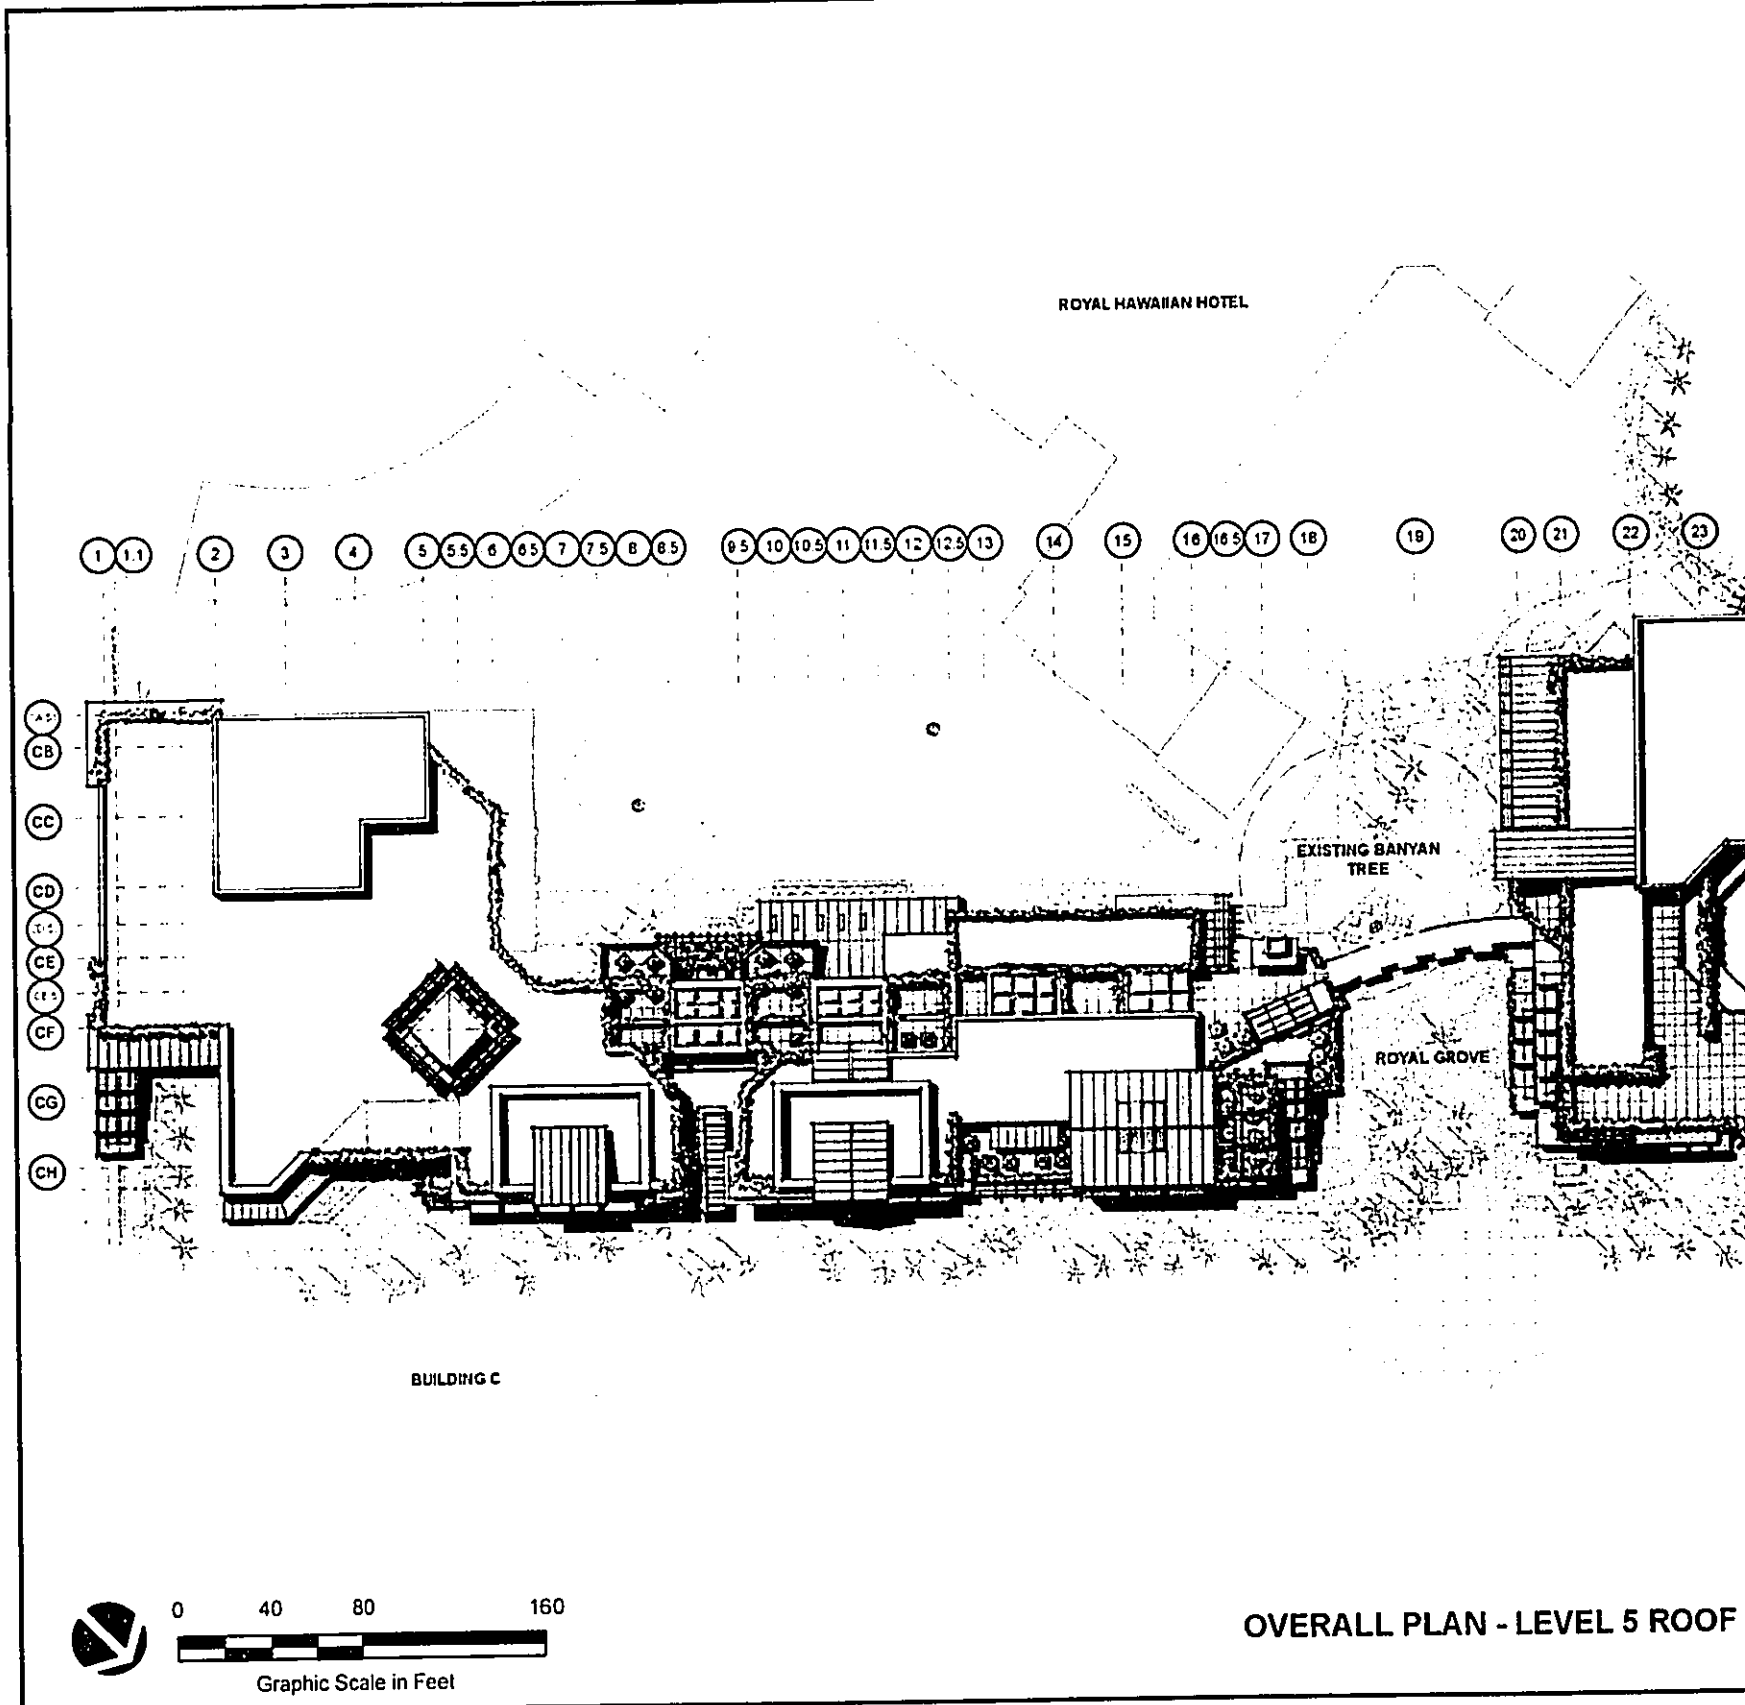 ROYAL HAWAIIAN HOTEL
1 1.1 2 3 4 5 5.5 6 6.5 7 7.5 8 8.5 9.5 10 10.5 11 11.5 12 12.5 13 14 15 16 16.5 17 18 19 20 21 22 23
CB
CC
EXISTING BANYAN
TREE
CD
CE
CF
ROYAL GROVE
CG
CH
BUILDING C
0 40 80 160
Graphic Scale in Feet
OVERALL PLAN - LEVEL 5 ROOF